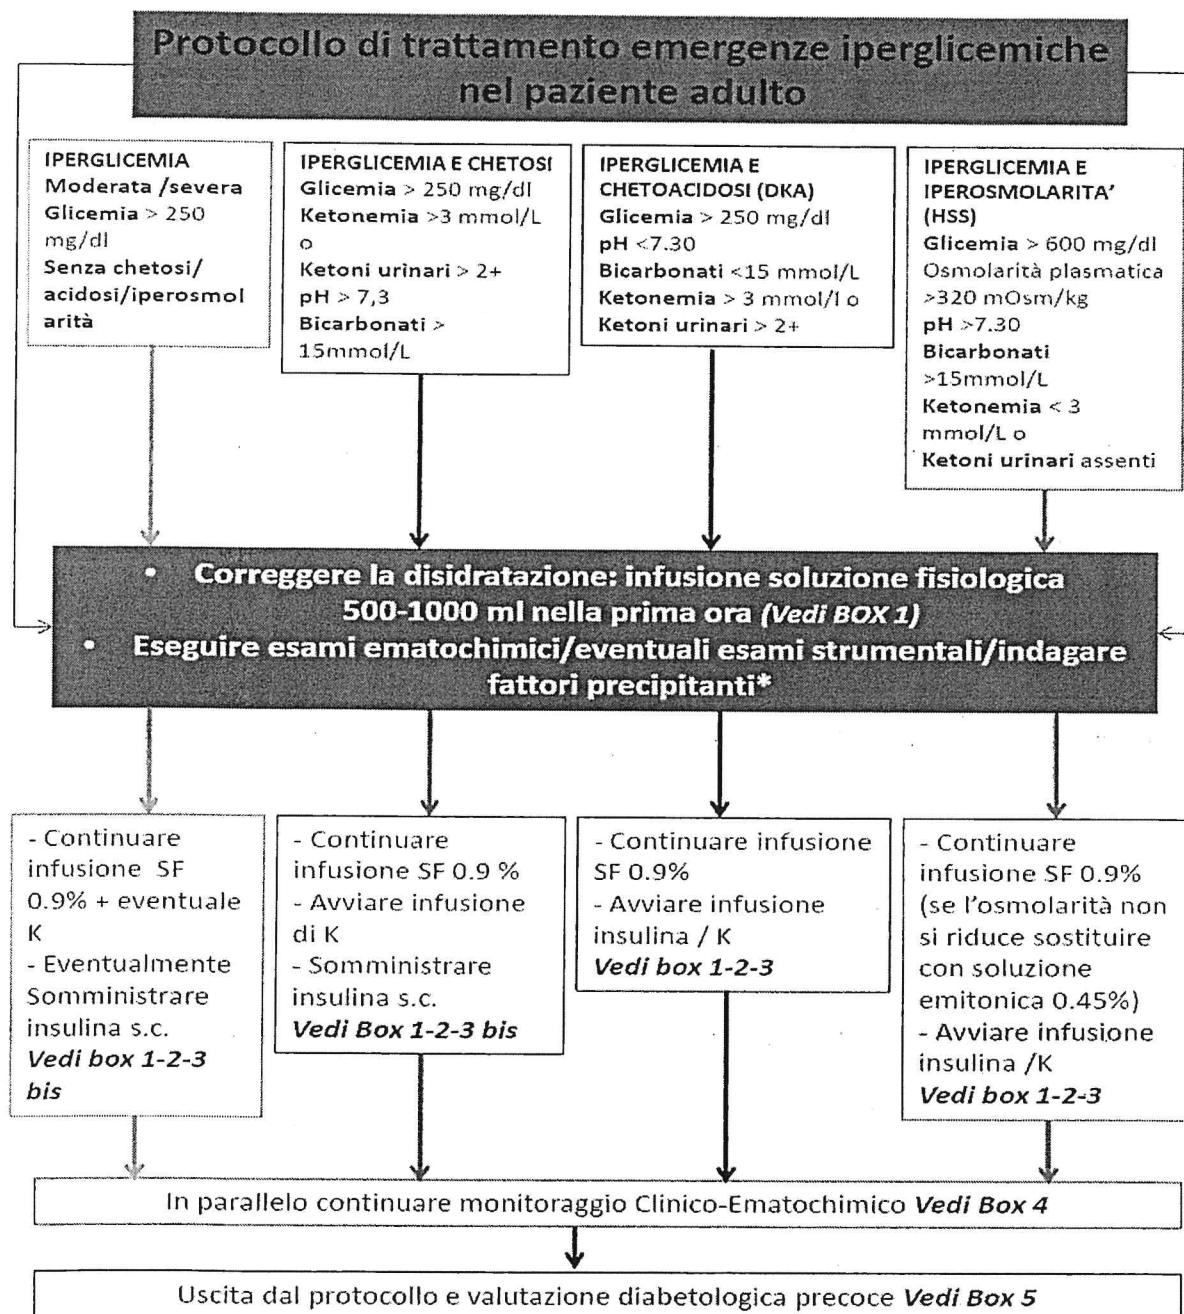 Protocollo di trattamento emergenze iperglicemiche
nel paziente adulto
IPERGLICEMIA
Moderata /severa
Glicemia > 250
mg/dl
Senza chetosi/
acidosi/iperosmol
arità
IPERGLICEMIA E CHETOSI
Glicemia > 250 mg/dl
Ketonemia >3 mmol/L
o
Ketoni urinari > 2+
pH > 7,3
Bicarbonati >
15mmol/L
IPERGLICEMIA E
CHETOACIDOSI (DKA)
Glicemia > 250 mg/dl
pH <7.30
Bicarbonati <15 mmol/L
Ketonemia > 3 mmol/l o
Ketoni urinari > 2+
IPERGLICEMIA E
IPEROSMOLARITA’
(HSS)
Glicemia > 600 mg/dl
Osmolarità plasmatica
>320 mOsm/kg
pH >7.30
Bicarbonati
>15mmol/L
Ketonemia < 3
mmol/L o
Ketoni urinari assenti
• Correggere la disidratazione: infusione soluzione fisiologica
500-1000 ml nella prima ora (Vedi BOX 1)
• Eseguire esami ematochimici/eventuali esami strumentali/indagare
fattori precipitanti*
- Continuare
infusione SF
0.9% + eventuale
K
- Eventualmente
Somministrare
insulina s.c.
Vedi box 1-2-3
bis
- Continuare
infusione SF 0.9 %
- Avviare infusione
di K
- Somministrare
insulina s.c.
Vedi Box 1-2-3 bis
- Continuare infusione
SF 0.9%
- Avviare infusione
insulina / K
Vedi box 1-2-3
- Continuare
infusione SF 0.9%
(se l’osmolarità non
si riduce sostituire
con soluzione
emitonica 0.45%)
- Avviare infusione
insulina /K
Vedi box 1-2-3
In parallelo continuare monitoraggio Clinico-Ematochimico Vedi Box 4
Uscita dal protocollo e valutazione diabetologica precoce Vedi Box 5